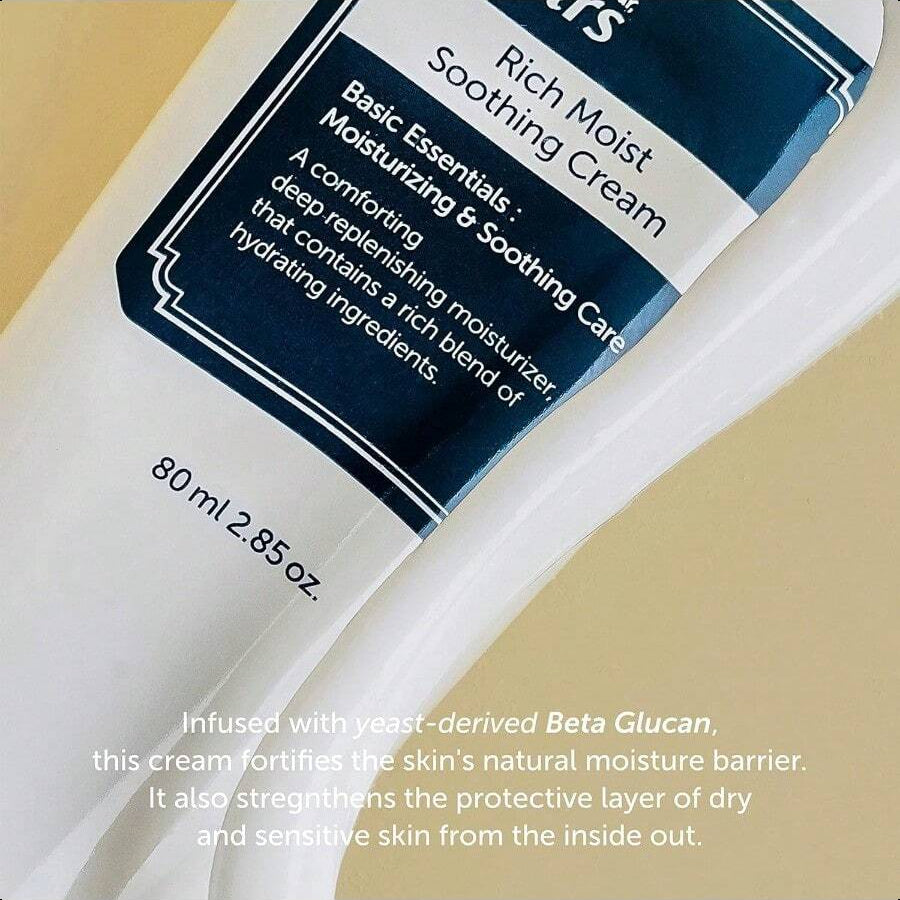 Rich Moist
Soothing Cream
Basic Essentials :
Moisturizing & Soothing Care
A comforting
deep-replenishing moisturizer,
that contains a rich blend of
hydrating ingredients.
80 ml 2.85 oz.
Infused with yeast-derived Beta Glucan,
this cream fortifies the skin's natural moisture barrier.
It also stregnthens the protective layer of dry
and sensitive skin from the inside out.